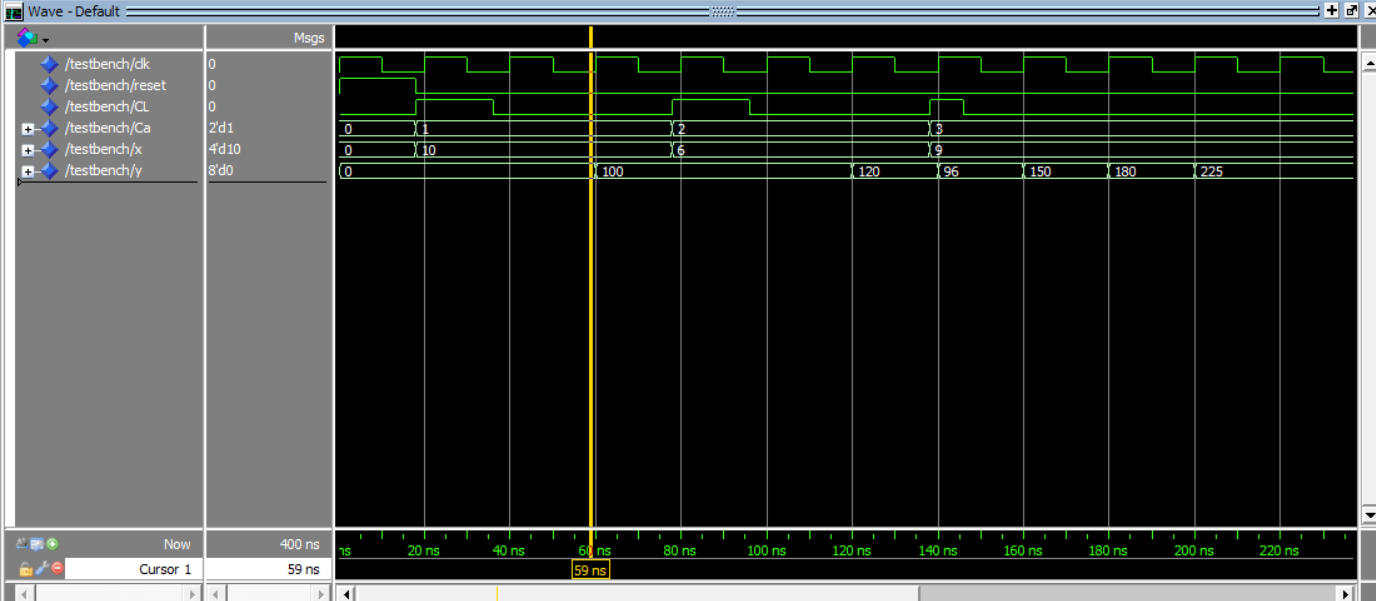 Wave - Default
Msgs
/testbench/clk 0
/testbench/reset 0
/testbench/CL 0
/testbench/Ca 2'd1 0 1 2 3
/testbench/x 4'd10 0 10 6 9
/testbench/y 8'd0 0 100 120 96 150 180 225
Now 400 ns ns 20 ns 40 ns 60 ns 80 ns 100 ns 120 ns 140 ns 160 ns 180 ns 200 ns 220 ns
Cursor 1 59 ns 59 ns